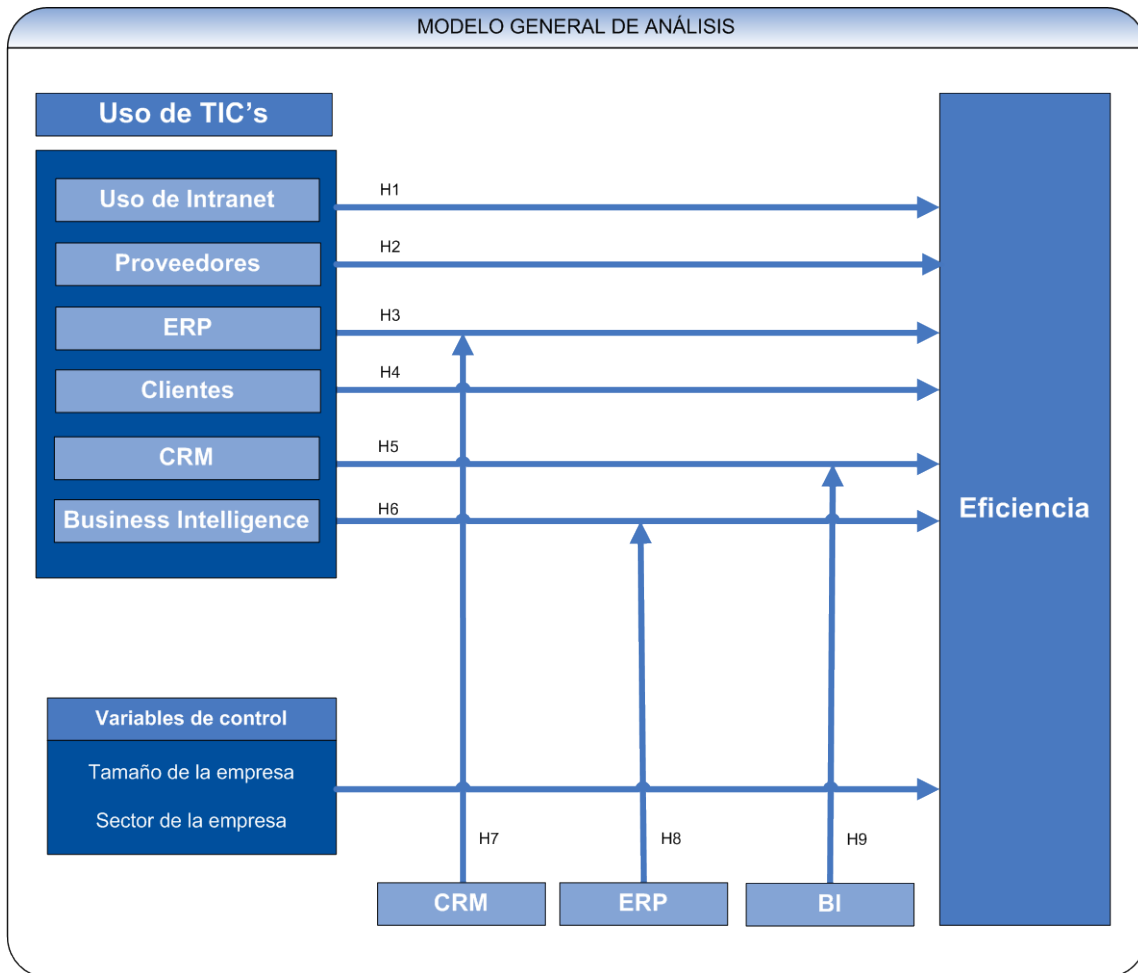 MODELO GENERAL DE ANÁLISIS
Uso de TIC's
Uso de Intranet
H1
Proveedores
H2
ERP
H3
Clientes
H4
CRM
H5
Business Intelligence
H6
Eficiencia
Variables de control
Tamaño de la empresa
Sector de la empresa
H7
H8
H9
CRM
ERP
BI